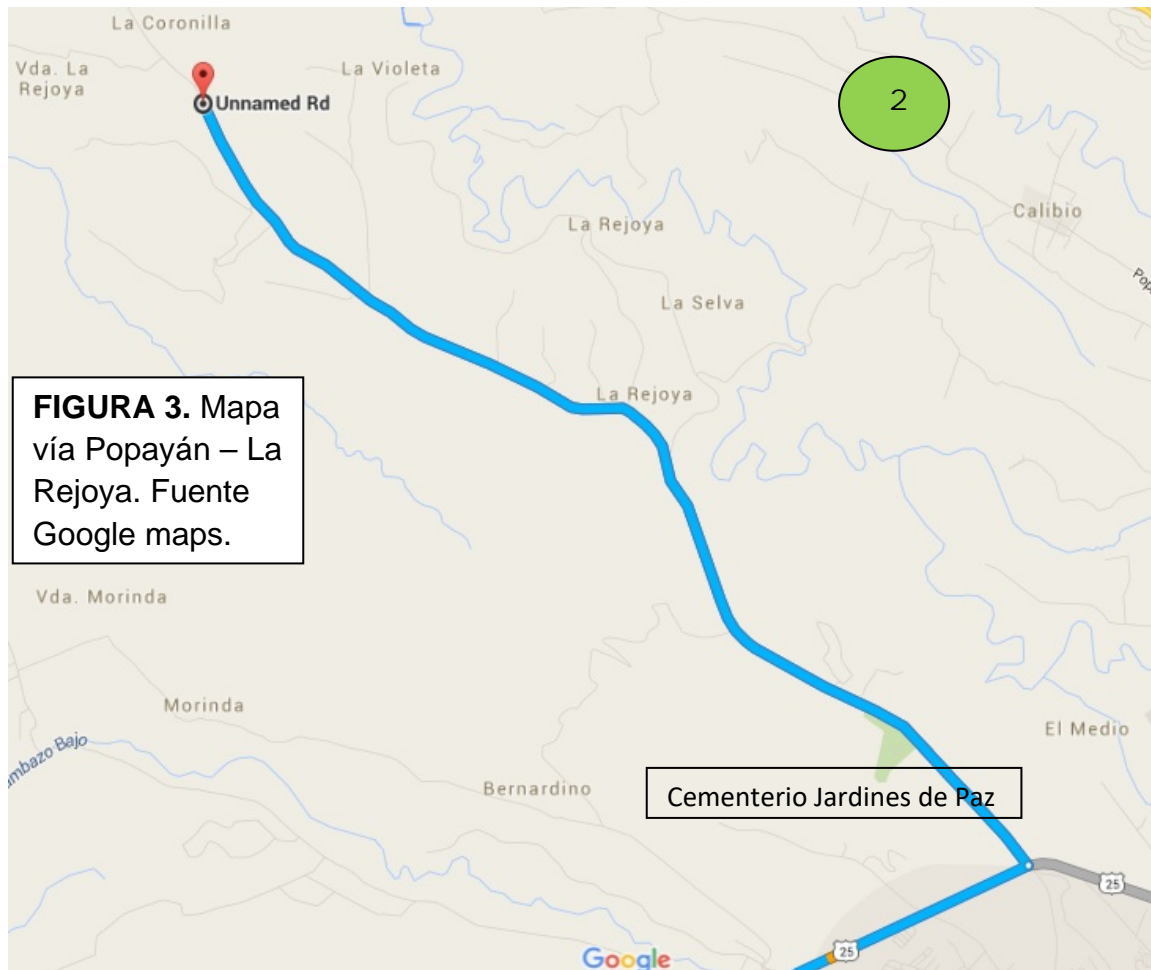 La Coronilla
Vda. La
Rejoya
La Violeta
Unnamed Rd
2
Calibio
La Rejoya
La Selva
La Rejoya
FIGURA 3. Mapa
vía Popayán – La
Rejoya. Fuente
Google maps.
Vda. Morinda
Morinda
El Medio
Bernardino
Cementerio Jardines de Paz
25
25
Google